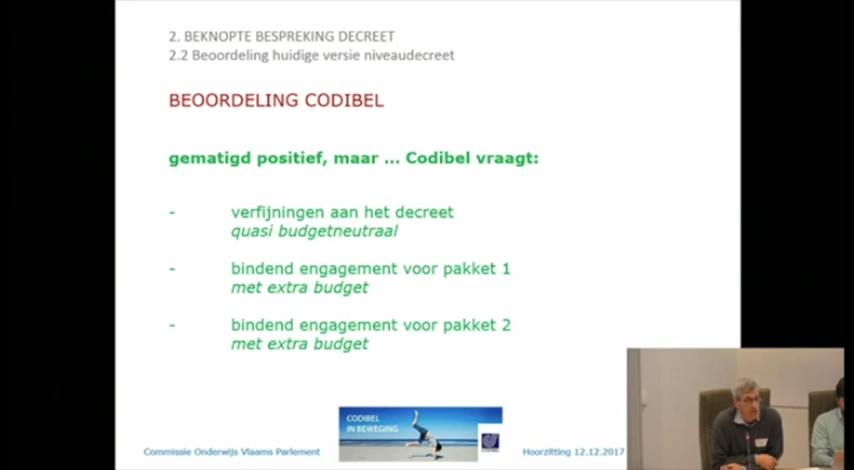 2. BEKNOPTE BESPREKING DECREET
2.2 Beoordeling huidige versie niveaudecreet
BEOORDELING CODIBEL
gematigd positief, maar ... Codibel vraagt:
- verfijningen aan het decreet
quasi budgetneutraal
- bindend engagement voor pakket 1
met extra budget
- bindend engagement voor pakket 2
met extra budget
CODIBEL
IN BEWEGING
Commissie Onderwijs Vlaams Parlement
Hoorzitting 12.12.2017